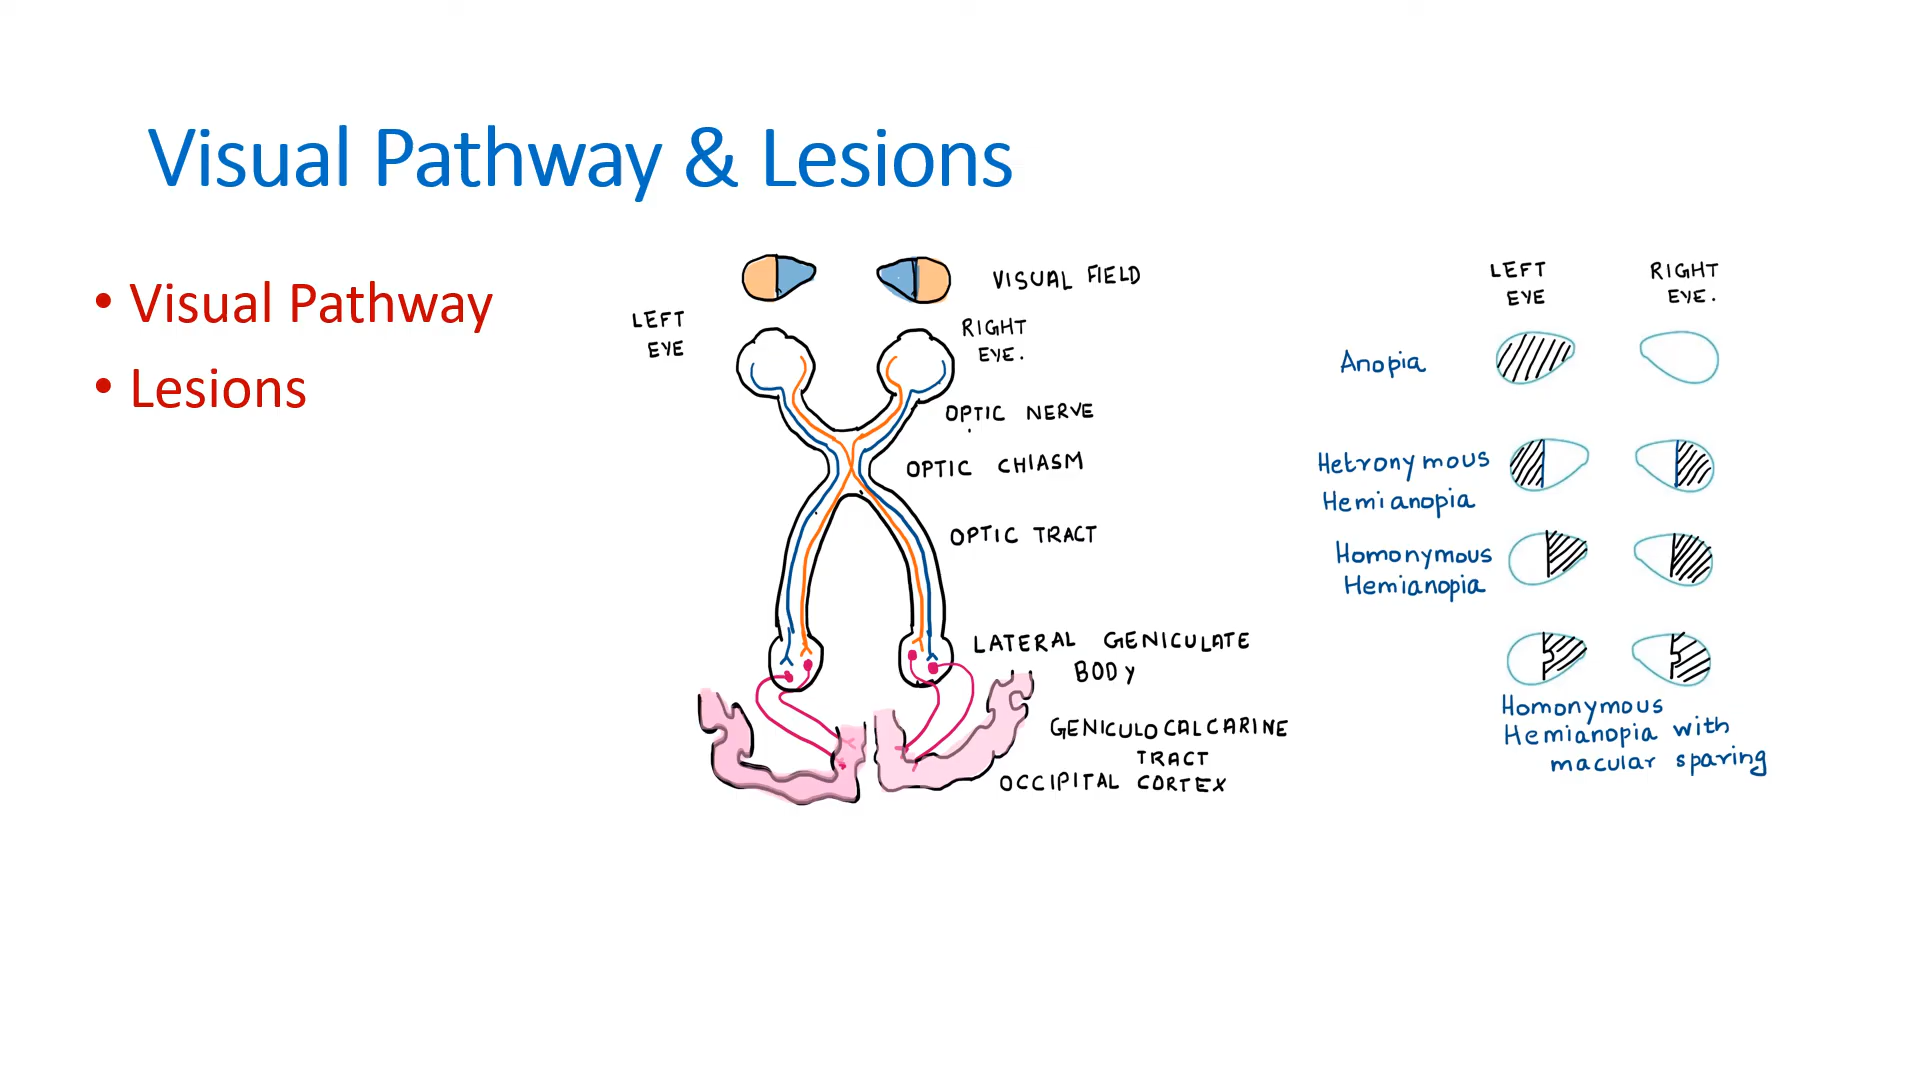 Visual Pathway & Lesions
• Visual Pathway
• Lesions
VISUAL FIELD
LEFT
EYE
RIGHT
EYE.
OPTIC NERVE
OPTIC CHIASM
OPTIC TRACT
LATERAL GENICULATE
BODY
GENICULOCALCARINE
TRACT
OCCIPITAL CORTEX
LEFT
EYE
RIGHT
EYE.
Anopia
Hetronymous
Hemianopia
Homonymous
Hemianopia
Homonymous
Hemianopia with
macular sparing